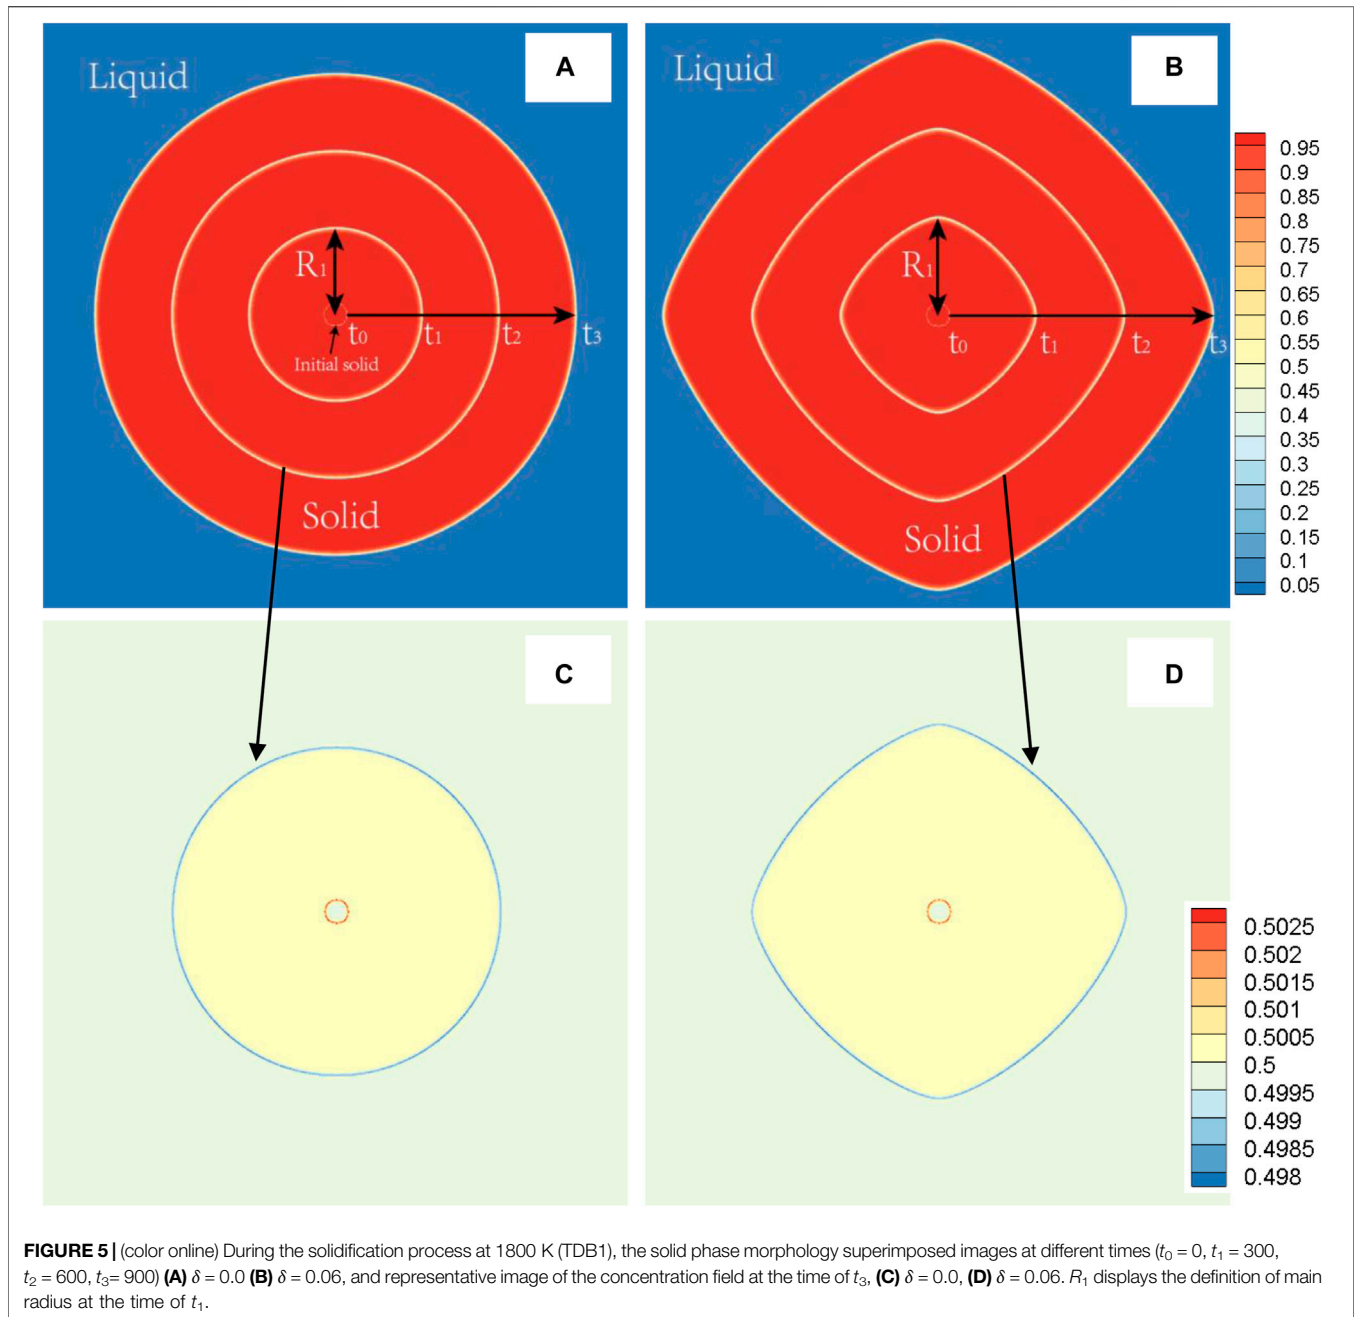 Liquid
A
R₁
t₀
t₁
t₂
t₃
Initial solid
Solid
Liquid
B
R₁
t₀
t₁
t₂
t₃
Solid
0.95
0.9
0.85
0.8
0.75
0.7
0.65
0.6
0.55
0.5
0.45
0.4
0.35
0.3
0.25
0.2
0.15
0.1
0.05
C
D
0.5025
0.502
0.5015
0.501
0.5005
0.5
0.4995
0.499
0.4985
0.498
FIGURE 5 | (color online) During the solidification process at 1800 K (TDB1), the solid phase morphology superimposed images at different times (t₀ = 0, t₁ = 300,
t₂ = 600, t₃= 900) (A) δ = 0.0 (B) δ = 0.06, and representative image of the concentration field at the time of t₃, (C) δ = 0.0, (D) δ = 0.06. R₁ displays the definition of main
radius at the time of t₁.